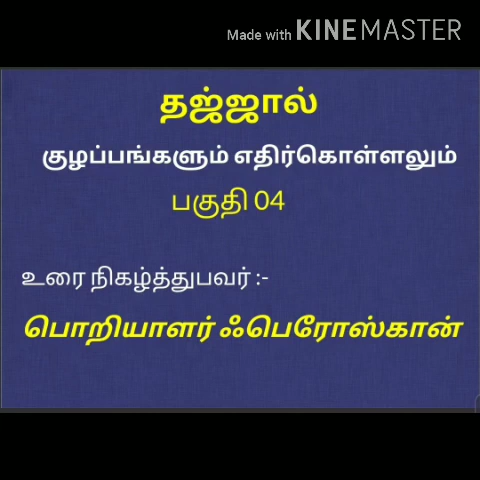 Made with KINEMASTER
தஜ்ஜால்
குழப்பங்களும் எதிர்கொள்ளலும்
பகுதி 04
உரை நிகழ்த்துபவர் :-
பொறியாளர் ஃபெரோஸ்கான்